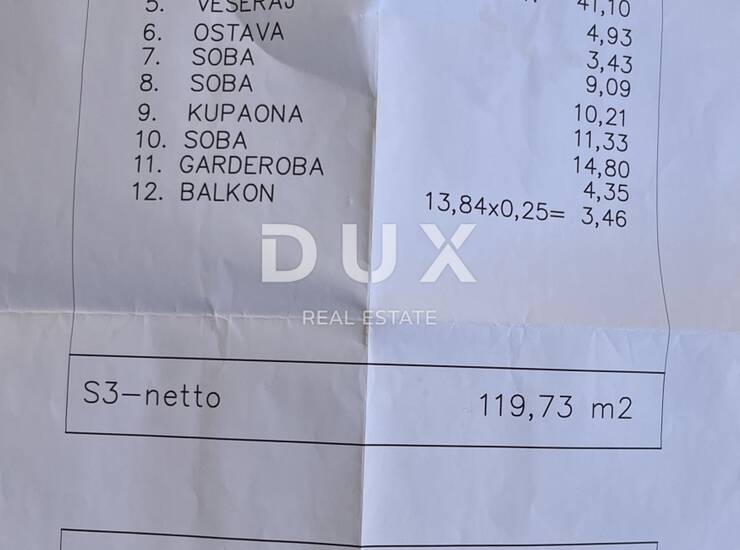 41,10
5. VEŠERAJ 4,93
6. OSTAVA 3,43
7. SOBA 9,09
8. SOBA 10,21
9. KUPAONA 11,33
10. SOBA 14,80
11. GARDEROBA 4,35
12. BALKON 13,84x0,25= 3,46
DUX
REAL ESTATE
S3-netto 119,73 m2